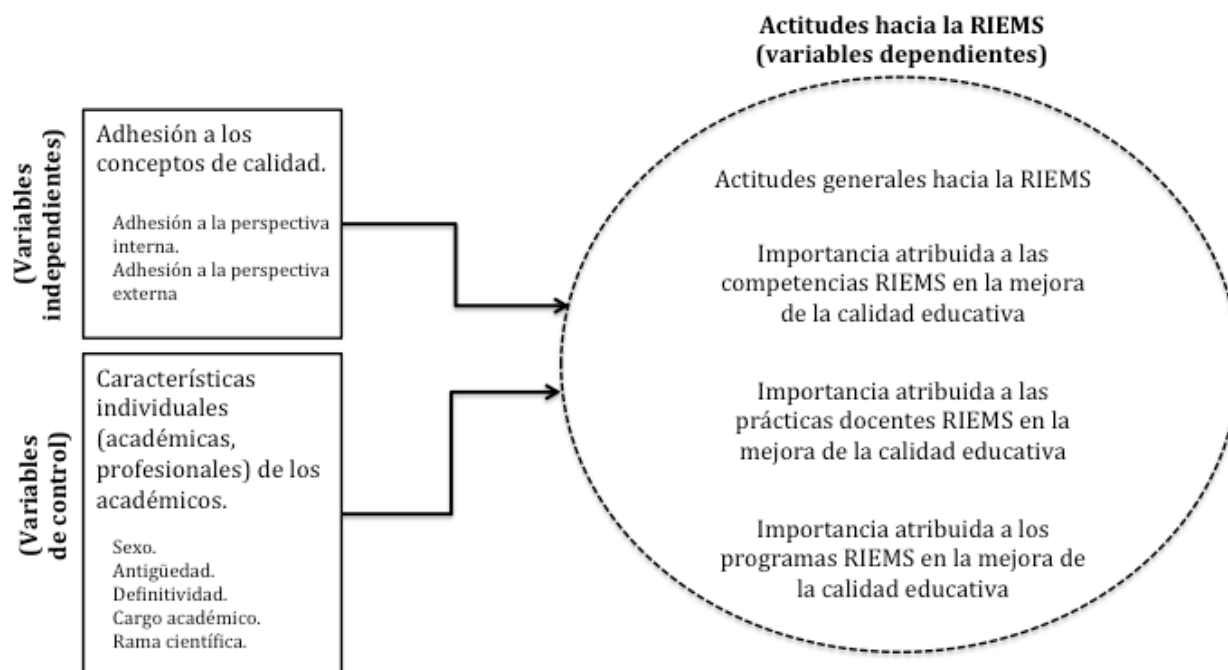 Actitudes hacia la RIEMS
(variables dependientes)
(Variables
independientes)
Adhesión a los
conceptos de calidad.
Adhesión a la perspectiva
interna.
Adhesión a la perspectiva
externa
(Variables
de control)
Características
individuales
(académicas,
profesionales) de los
académicos.
Sexo.
Antigüedad.
Definitividad.
Cargo académico.
Rama científica.
Actitudes generales hacia la RIEMS
Importancia atribuida a las
competencias RIEMS en la mejora
de la calidad educativa
Importancia atribuida a las
prácticas docentes RIEMS en la
mejora de la calidad educativa
Importancia atribuida a los
programas RIEMS en la mejora de
la calidad educativa